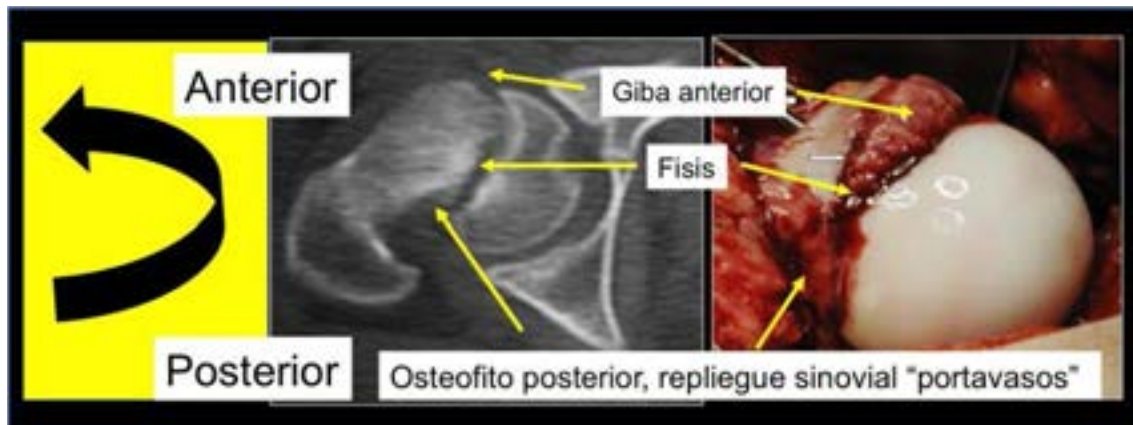 Anterior
Giba anterior
Fisis
Posterior
Osteofito posterior, repliegue sinovial “portavasos”